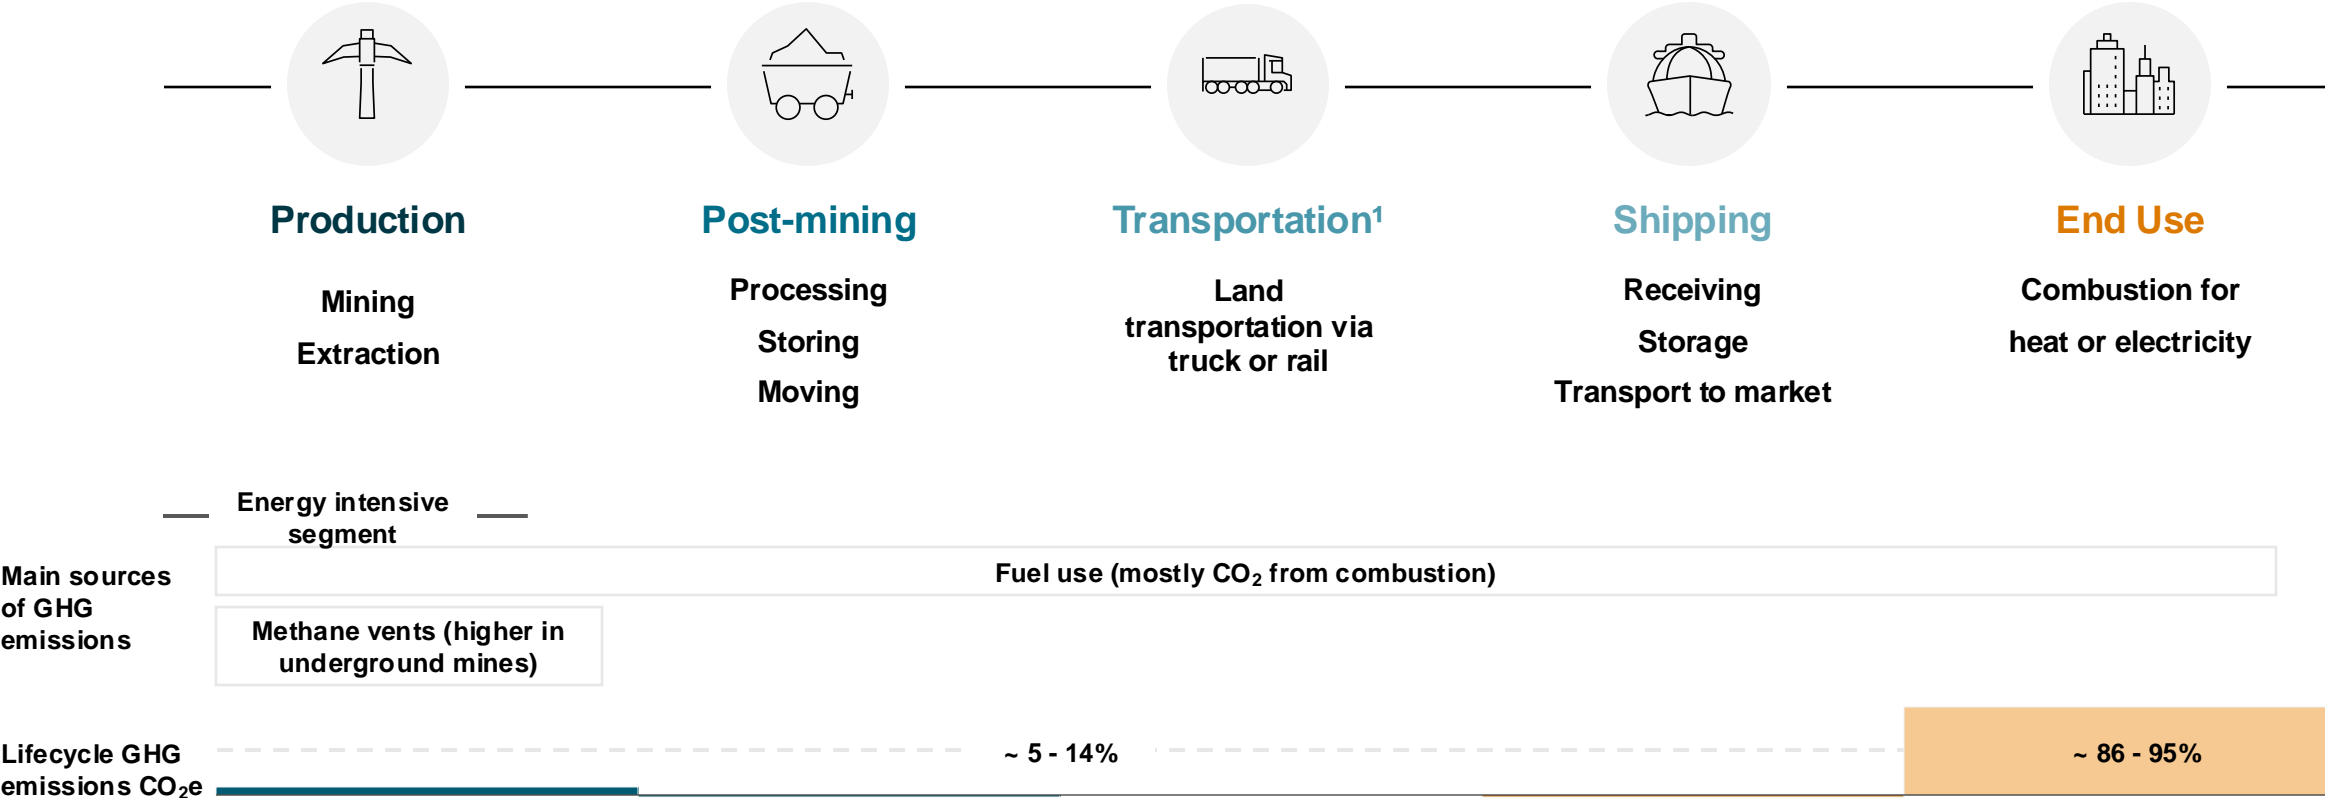 Production
Post-mining
Transportation¹
Shipping
End Use
Mining
Extraction
Processing
Storing
Moving
Land
transportation via
truck or rail
Receiving
Storage
Transport to market
Combustion for
heat or electricity
Energy intensive
segment
Main sources
of GHG
emissions
Fuel use (mostly CO₂ from combustion)
Methane vents (higher in
underground mines)
Lifecycle GHG
emissions CO₂e
~ 5 - 14%
~ 86 - 95%